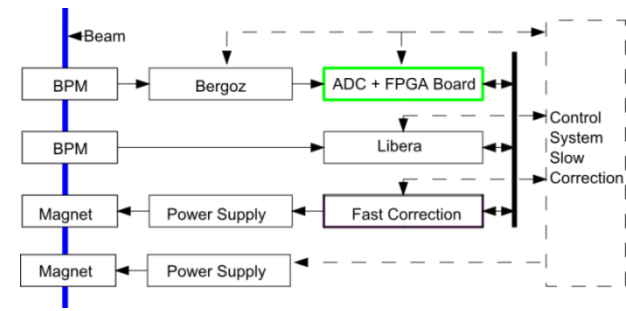 Beam
BPM
Bergoz
ADC + FPGA Board
BPM
Libera
Control
System
Slow
Correction
Magnet
Power Supply
Fast Correction
Magnet
Power Supply